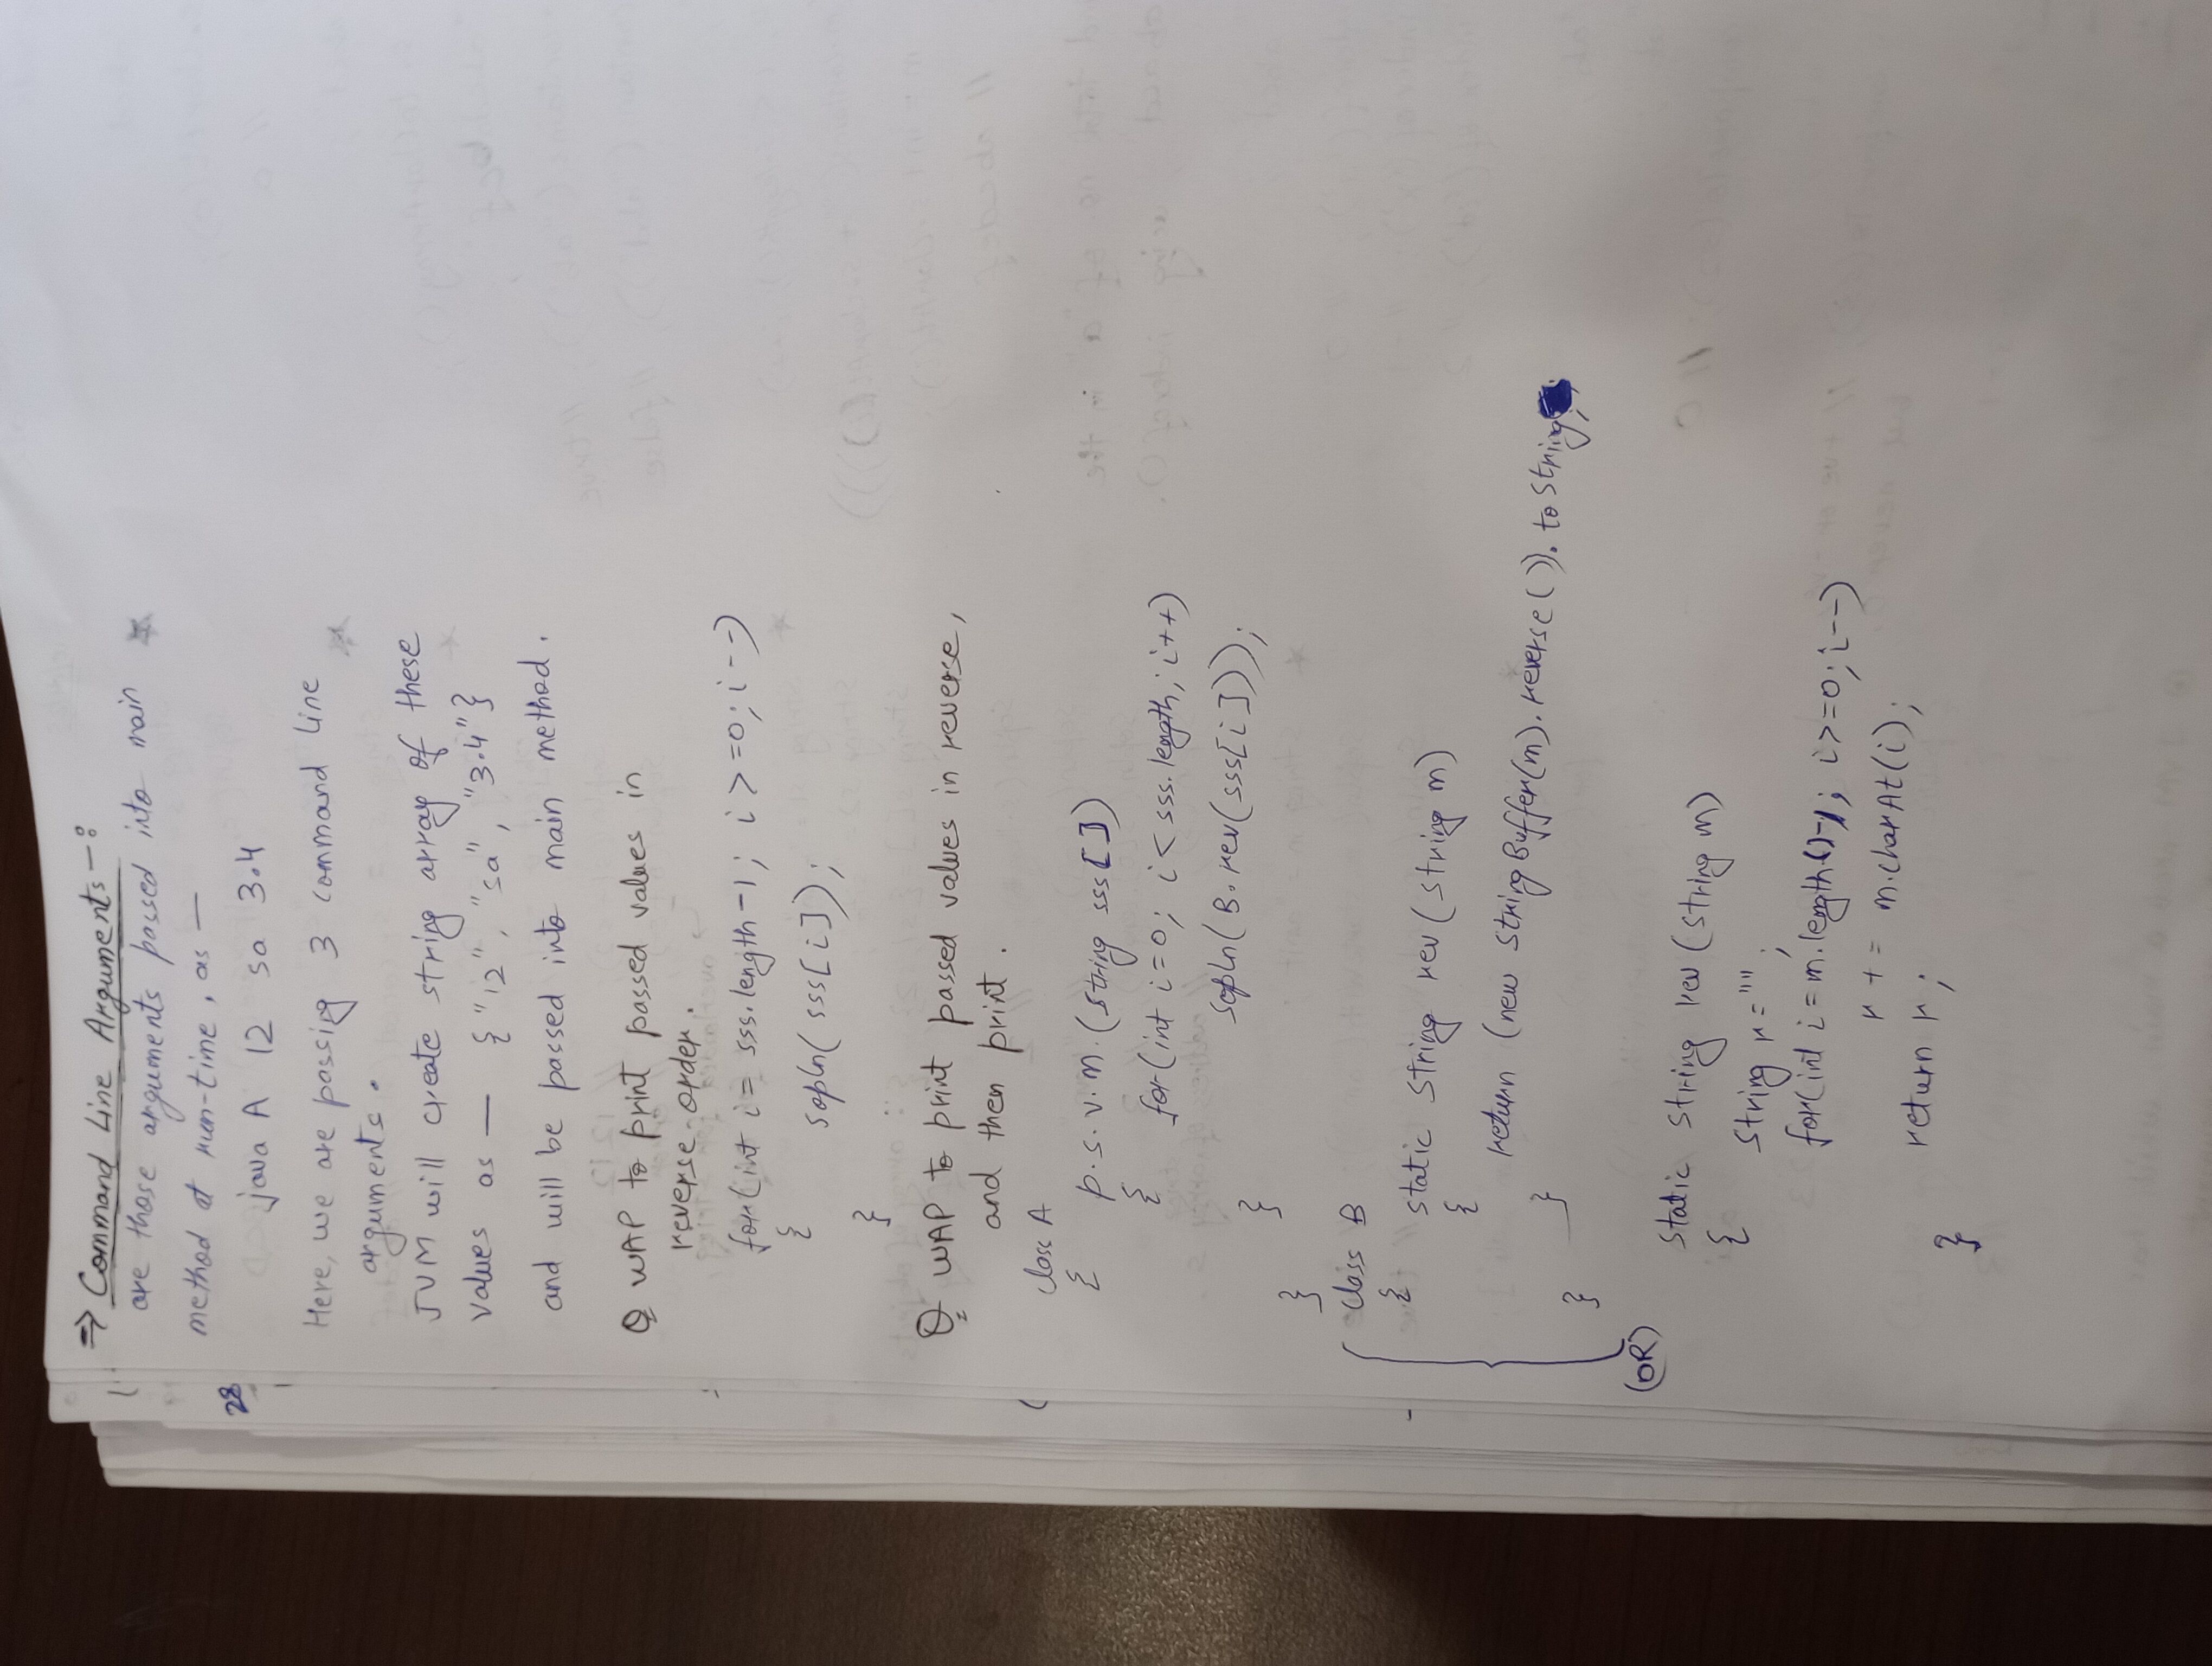 ⇒ Command Line Arguments -:
are those arguments passed into main
method at run-time, as —
java A 12 sa 3.4
Here, we are passing 3 command line
arguments.
JVM will create string array of these
values as — {"12", "sa", "3.4"}
and will be passed into main method.
Q WAP to print passed values in
reverse order.
for(int i = sss.length-1; i>=0; i--)
{
sopln(sss[i]);
}
Q WAP to print passed values in reverse,
and then print.
class A
{ p.s.v.m.(String sss[])
{ for(int i=0; i<sss.length; i++)
sopln(B.rev(sss[i]));
}
}
class B
{
static String rev(String m)
{
return (new StringBuffer(m).reverse()).toString;
}
}
(OR)
static String rev(String m)
{
String r="";
for(int i=m.length()-1; i>=0; i--)
r += m.charAt(i);
return r;
}
28